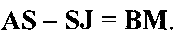 AS – SJ = BM.